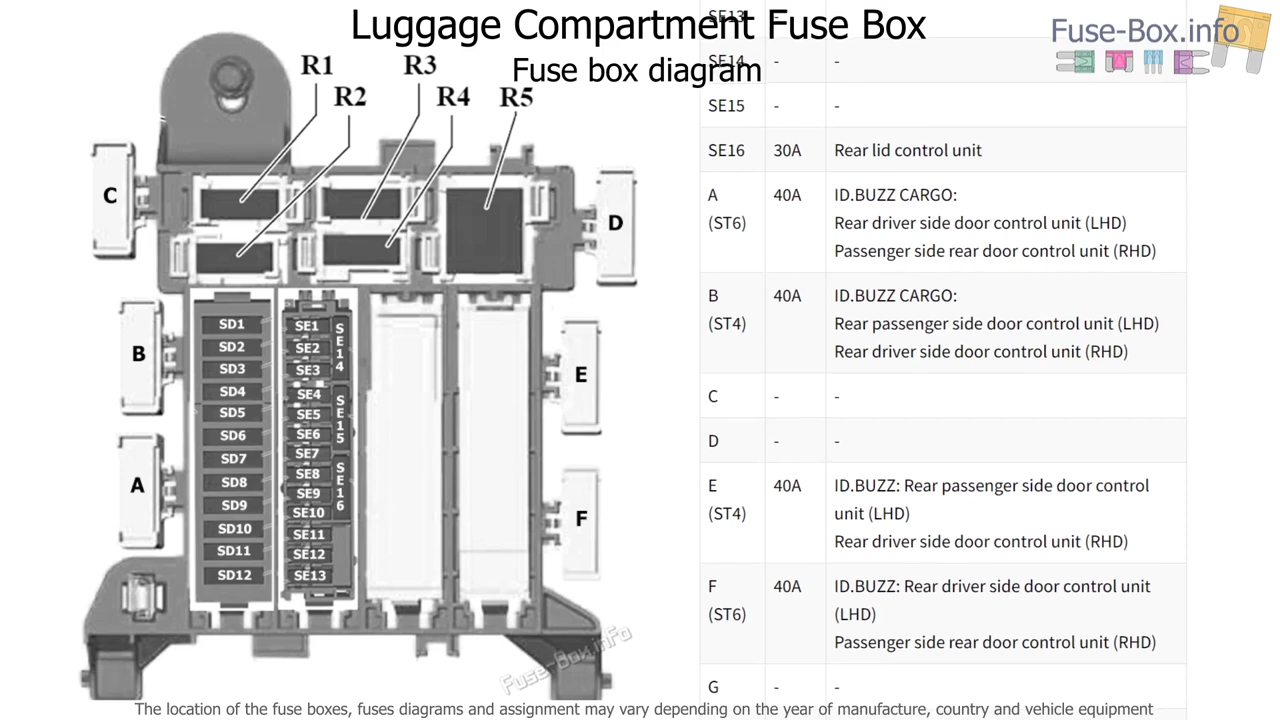 Luggage Compartment Fuse Box
Fuse box diagram
Fuse-Box.info
R1
R3
R2
R4
R5
C
D
B
E
A
F
SD1
SD2
SD3
SD4
SD5
SD6
SD7
SD8
SD9
SD10
SD11
SD12
SE1
SE2
SE3
SE4
SE5
SE6
SE7
SE8
SE9
SE10
SE11
SE12
SE13
SE14
SE15
SE16
Fuse-Box.info
SE13 -
SE14 - -
SE15 - -
SE16 30A Rear lid control unit
A 40A ID.BUZZ CARGO:
(ST6) Rear driver side door control unit (LHD)
Passenger side rear door control unit (RHD)
B 40A ID.BUZZ CARGO:
(ST4) Rear passenger side door control unit (LHD)
Rear driver side door control unit (RHD)
C - -
D - -
E 40A ID.BUZZ: Rear passenger side door control
(ST4) unit (LHD)
Rear driver side door control unit (RHD)
F 40A ID.BUZZ: Rear driver side door control unit
(ST6) (LHD)
Passenger side rear door control unit (RHD)
G - -
The location of the fuse boxes, fuses diagrams and assignment may vary depending on the year of manufacture, country and vehicle equipment